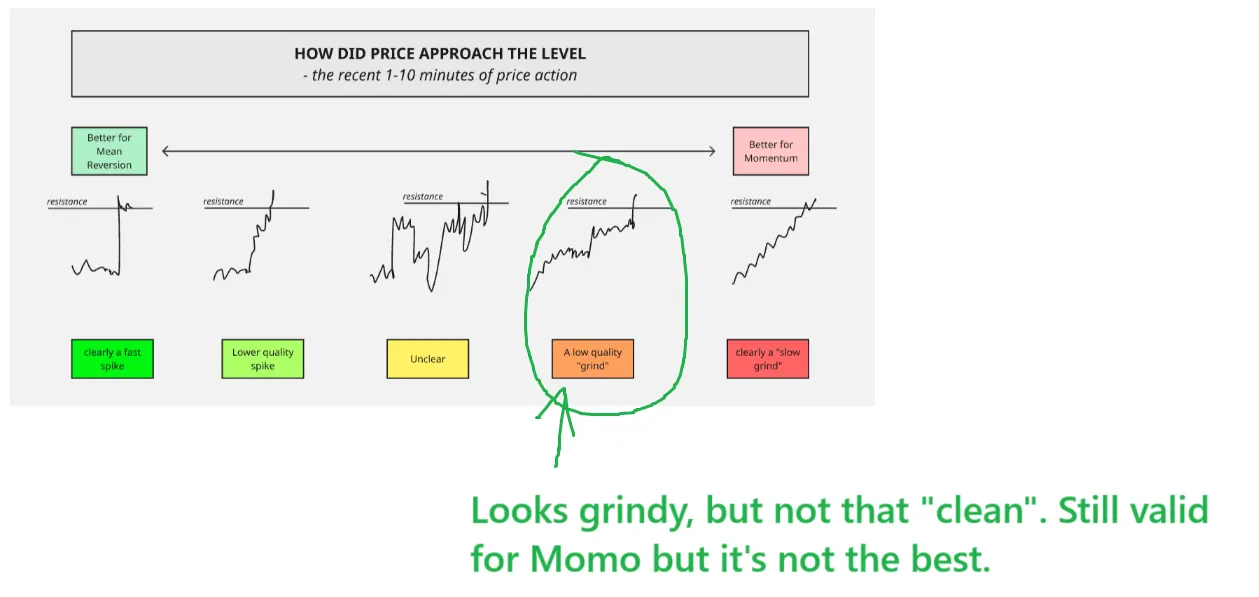 HOW DID PRICE APPROACH THE LEVEL
- the recent 1-10 minutes of price action
Better for
Mean
Reversion
Better for
Momentum
resistance
resistance
resistance
resistance
resistance
clearly a fast
spike
Lower quality
spike
Unclear
A low quality
"grind"
clearly a "slow
grind"
Looks grindy, but not that "clean". Still valid
for Momo but it's not the best.